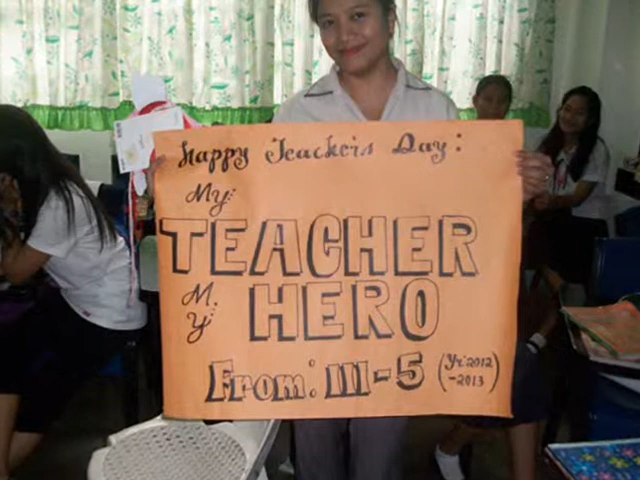 Happy Teacher's Day:
My:
TEACHER
My HERO
From: III-5 (Yr: 2012
-2013)